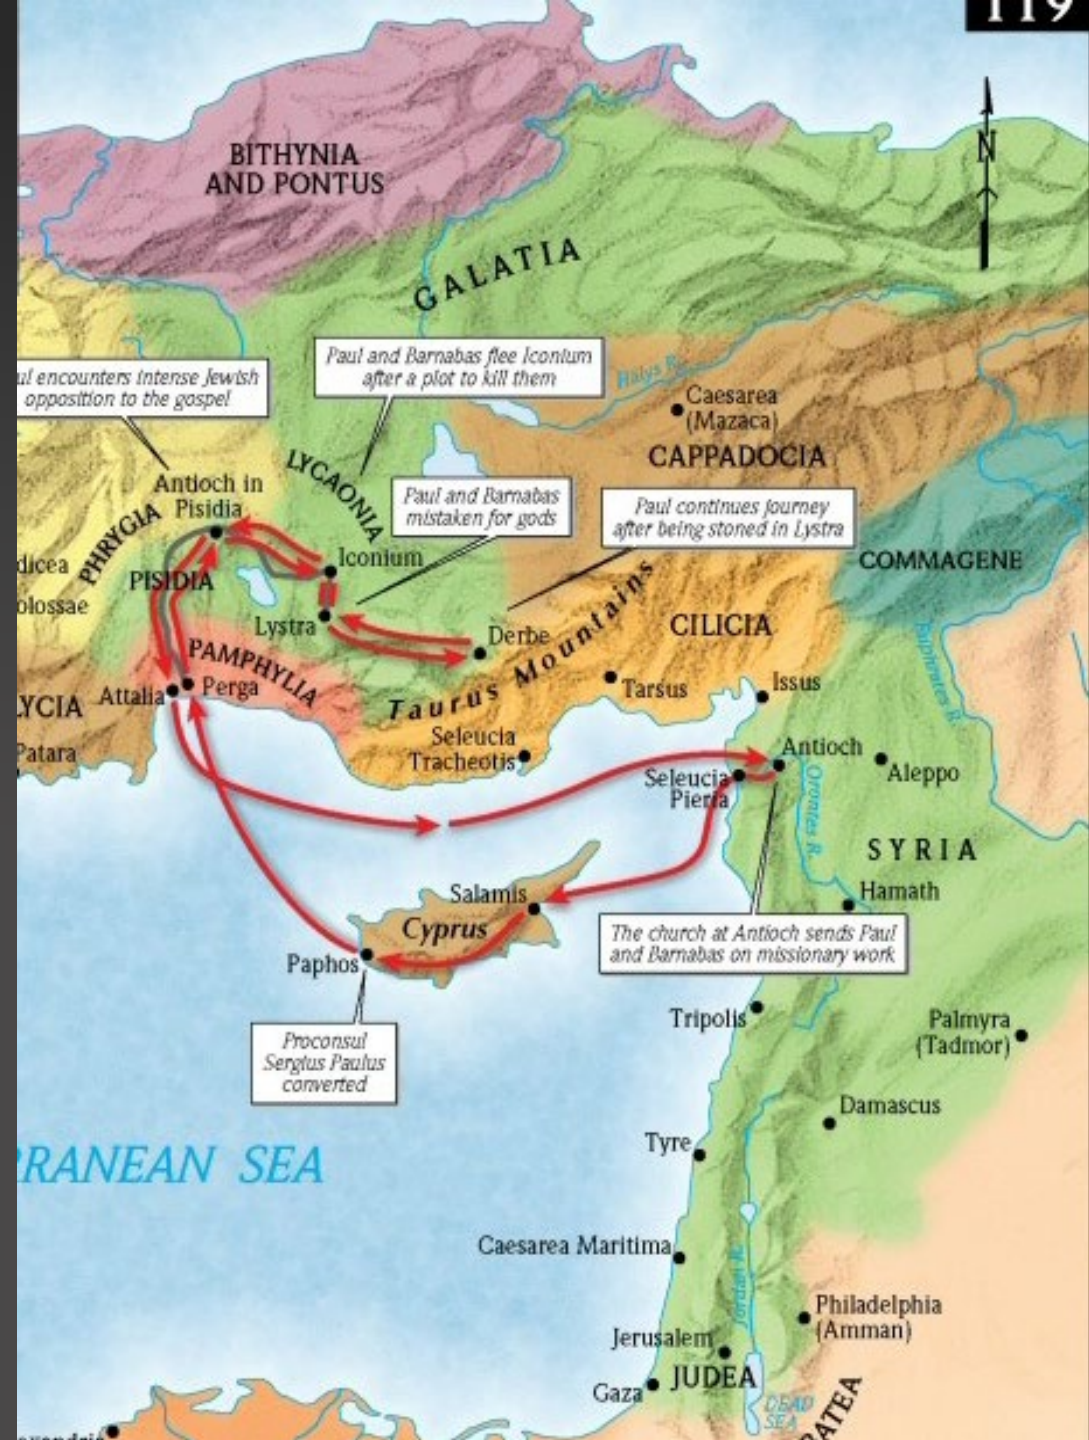 119
BITHYNIA
AND PONTUS
N
GALATIA
Paul and Barnabas flee Iconium
after a plot to kill them
ul encounters intense Jewish
opposition to the gospel
Halys R.
Caesarea
(Mazaca)
CAPPADOCIA
LYCAONIA
Antioch in
Pisidia
Paul and Barnabas
mistaken for gods
Paul continues journey
after being stoned in Lystra
PHRYGIA
Iconium
COMMAGENE
dicea
PISIDIA
olossae
Lystra
Derbe
CILICIA
Taurus Mountains
PAMPHYLIA
Euphrates R.
Attalia
Perga
Tarsus
Issus
LYCIA
Patara
Seleucia
Tracheotis
Antioch
Seleucia
Pieria
Aleppo
Orontes R.
SYRIA
Salamis
Hamath
Cyprus
The church at Antioch sends Paul
and Barnabas on missionary work
Paphos
Tripolis
Palmyra
(Tadmor)
Proconsul
Sergius Paulus
converted
Damascus
Tyre
RRANEAN SEA
Caesarea Maritima
Jordan R.
Philadelphia
(Amman)
Jerusalem
JUDEA
Gaza
DEAD
SEA
RATEA
exandria